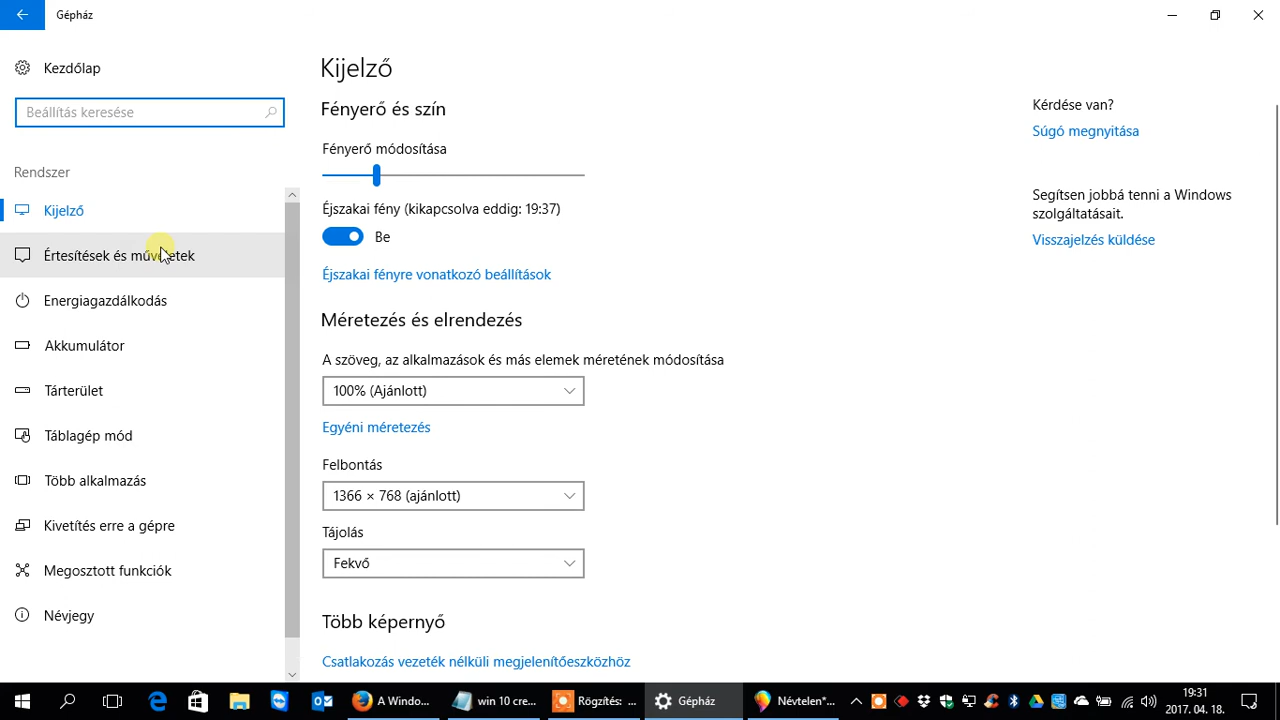 Gépház
Kezdőlap
Beállítás keresése
Rendszer
Kijelző
Értesítések és műveletek
Energiagazdálkodás
Akkumulátor
Tárterület
Táblagép mód
Több alkalmazás
Kivetítés erre a gépre
Megosztott funkciók
Névjegy
Kijelző
Fényerő és szín
Fényerő módosítása
Éjszakai fény (kikapcsolva eddig: 19:37)
Be
Éjszakai fényre vonatkozó beállítások
Méretezés és elrendezés
A szöveg, az alkalmazások és más elemek méretének módosítása
100% (Ajánlott)
Egyéni méretezés
Felbontás
1366 × 768 (ajánlott)
Tájolás
Fekvő
Több képernyő
Csatlakozás vezeték nélküli megjelenítőeszközhöz
Kérdése van?
Súgó megnyitása
Segítsen jobbá tenni a Windows
szolgáltatásait.
Visszajelzés küldése
A Windo...
win 10 cre...
Rögzítés: ...
Gépház
Névtelen*...
19:31
2017. 04. 18.